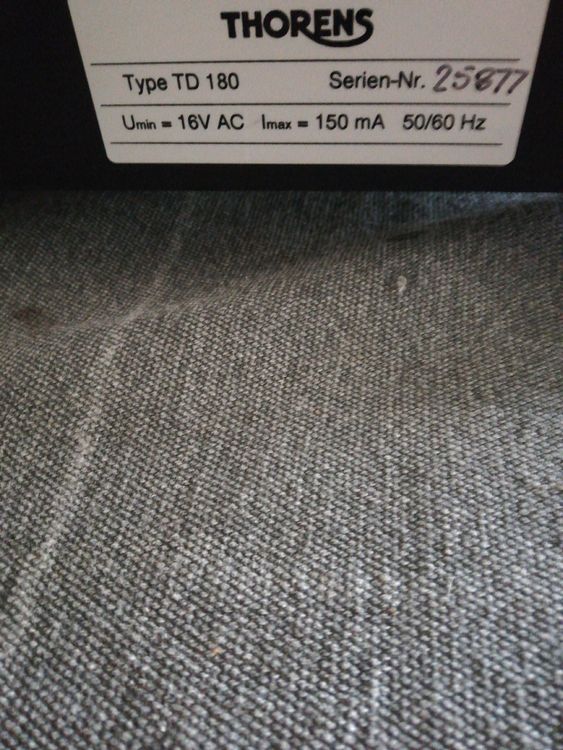 THORENS
Type TD 180 Serien-Nr. 25877
Umin = 16V AC Imax = 150 mA 50/60 Hz